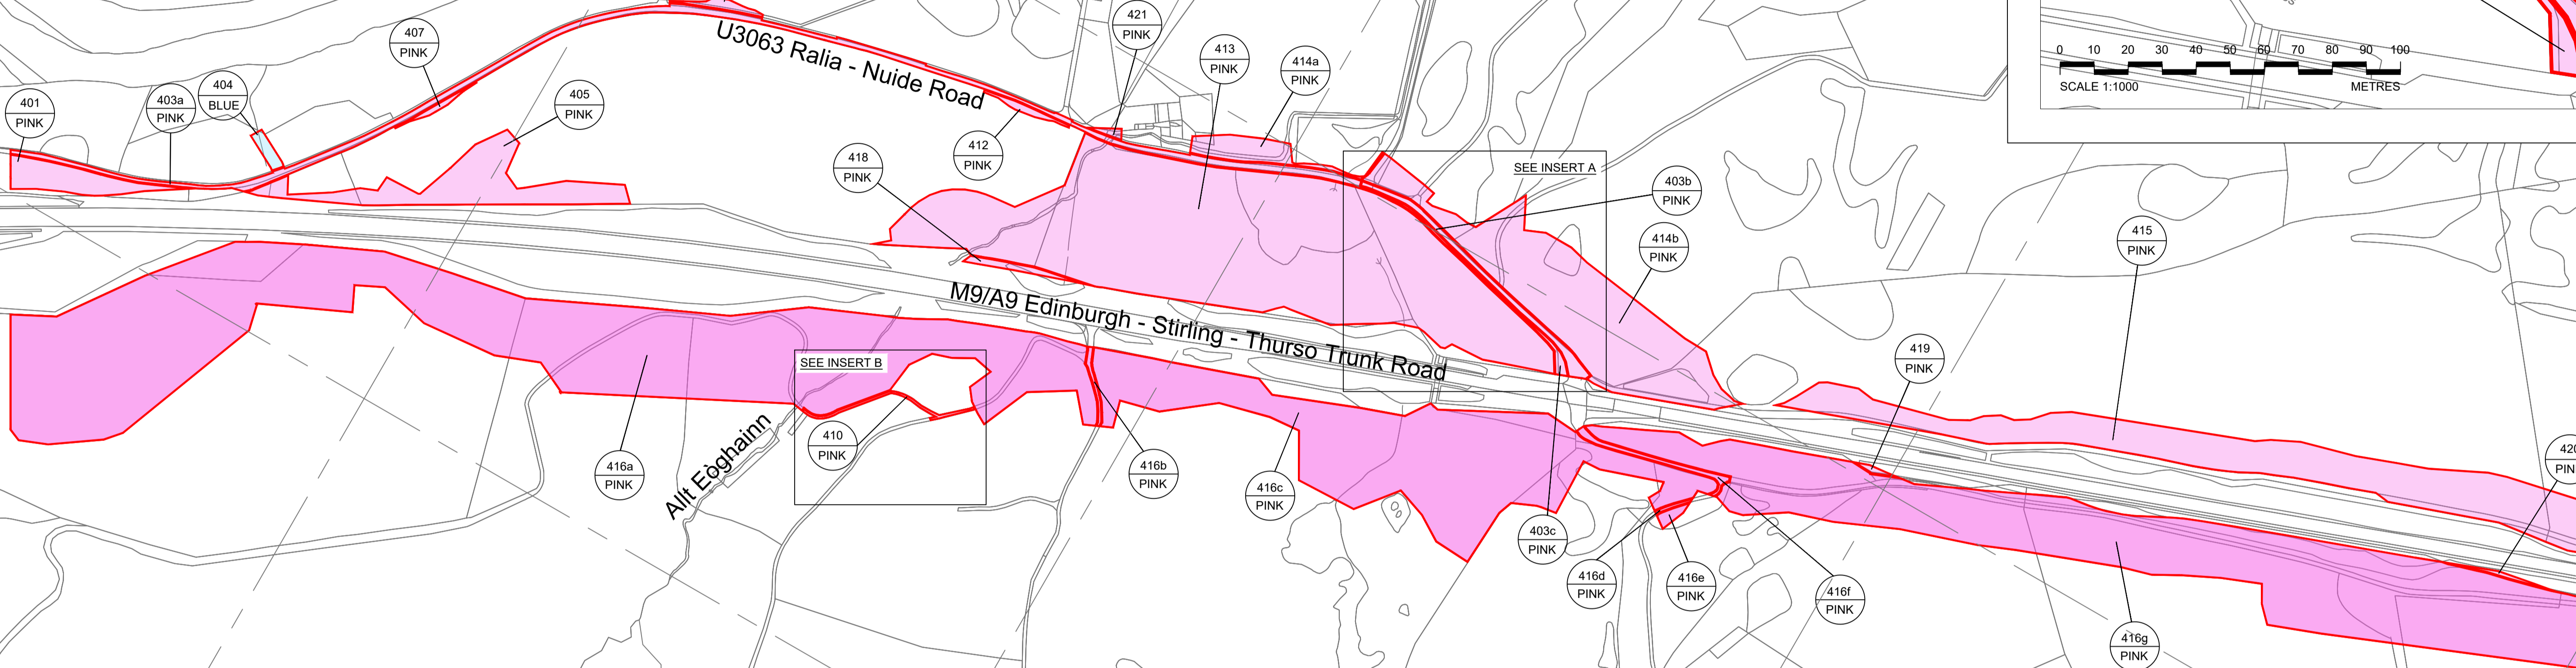 421
PINK
407
PINK
U3063 Ralia - Nuide Road
413
PINK
414a
PINK
0 10 20 30 40 50 60 70 80 90 100
SCALE 1:1000 METRES
401
PINK
403a
PINK
404
BLUE
405
PINK
412
PINK
418
PINK
SEE INSERT A
403b
PINK
414b
PINK
415
PINK
M9/A9 Edinburgh - Stirling - Thurso Trunk Road
SEE INSERT B
419
PINK
410
PINK
Allt Eòghainn
416a
PINK
416b
PINK
416c
PINK
403c
PINK
416d
PINK
416e
PINK
416f
PINK
416g
PINK